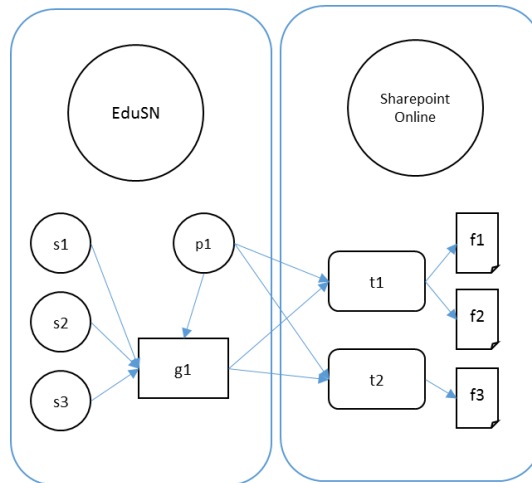 EduSN
Sharepoint
Online
s1
p1
f1
t1
s2
f2
g1
t2
s3
f3